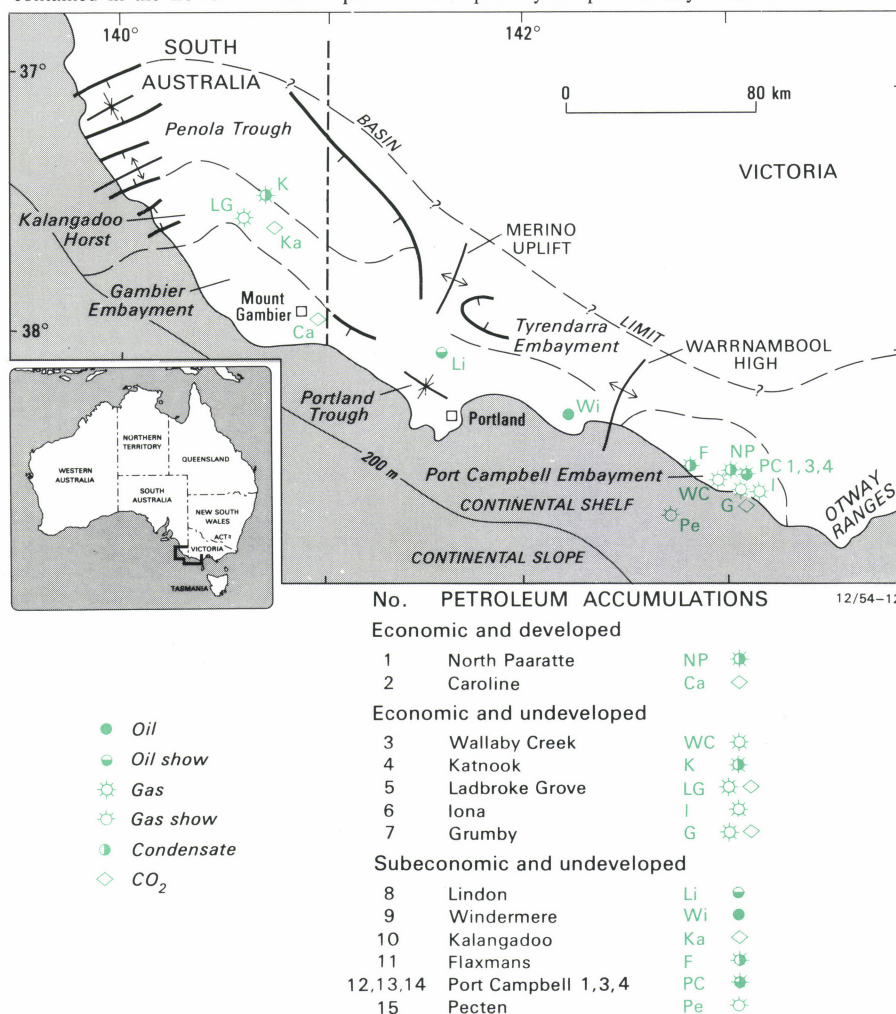 140°
142°
37°
38°
SOUTH
AUSTRALIA
Penola Trough
BASIN
0 80 km
VICTORIA
K
LG
Ka
Kalangadoo
Horst
MERINO
UPLIFT
Gambier
Embayment
Mount
Gambier
Ca
Tyrendarra
Embayment
LIMIT
WARRNAMBOOL
HIGH
Li
Portland
Trough
Portland
Wi
200 m
Port Campbell Embayment
F
NP
PC 1,3,4
WC
I
G
Pe
CONTINENTAL SHELF
CONTINENTAL SLOPE
OTWAY
RANGES
?
?
?
?
NORTHERN
TERRITORY
WESTERN
AUSTRALIA
QUEENSLAND
SOUTH
AUSTRALIA
NEW SOUTH
WALES
ACT
VICTORIA
TASMANIA
12/54-12
No. PETROLEUM ACCUMULATIONS
Economic and developed
1 North Paaratte NP
2 Caroline Ca
Economic and undeveloped
3 Wallaby Creek WC
4 Katnook K
5 Ladbroke Grove LG
6 Iona I
7 Grumby G
Subeconomic and undeveloped
8 Lindon Li
9 Windermere Wi
10 Kalangadoo Ka
11 Flaxmans F
12,13,14 Port Campbell 1,3,4 PC
15 Pecten Pe
Oil
Oil show
Gas
Gas show
Condensate
CO₂